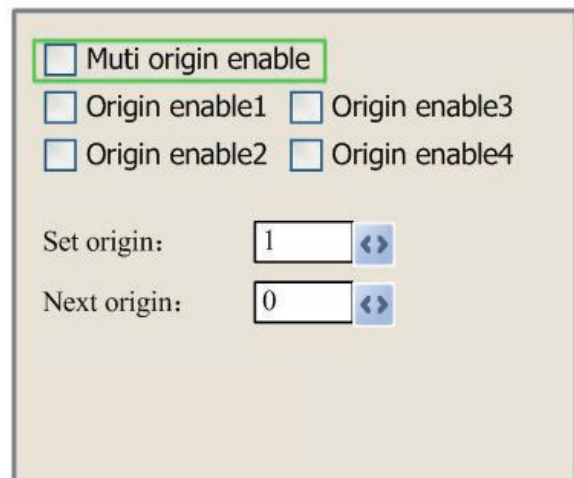 Muti origin enable
Origin enable1 Origin enable3
Origin enable2 Origin enable4
Set origin: 1
Next origin: 0